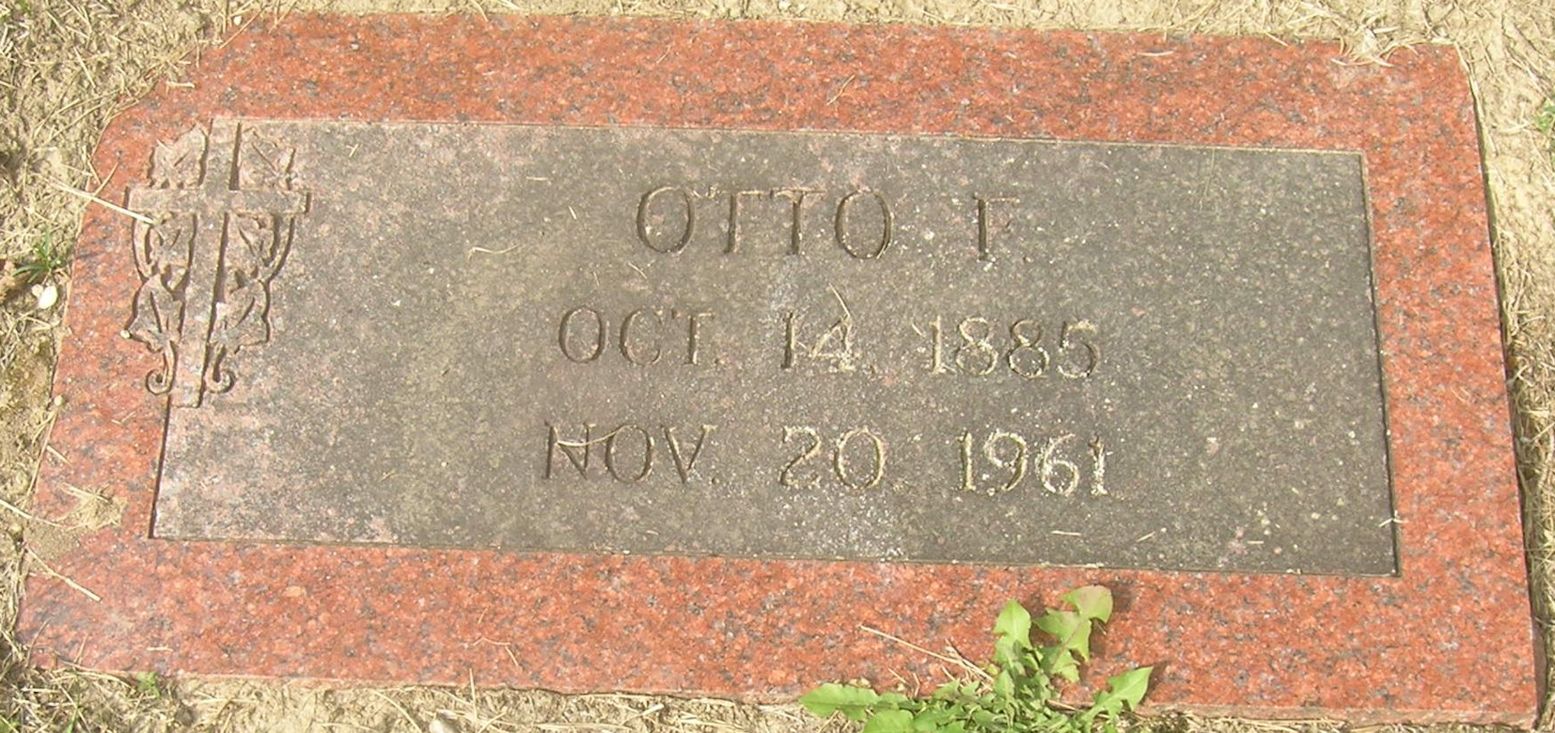 OTTO F.
OCT. 14, 1885
NOV. 20, 1961